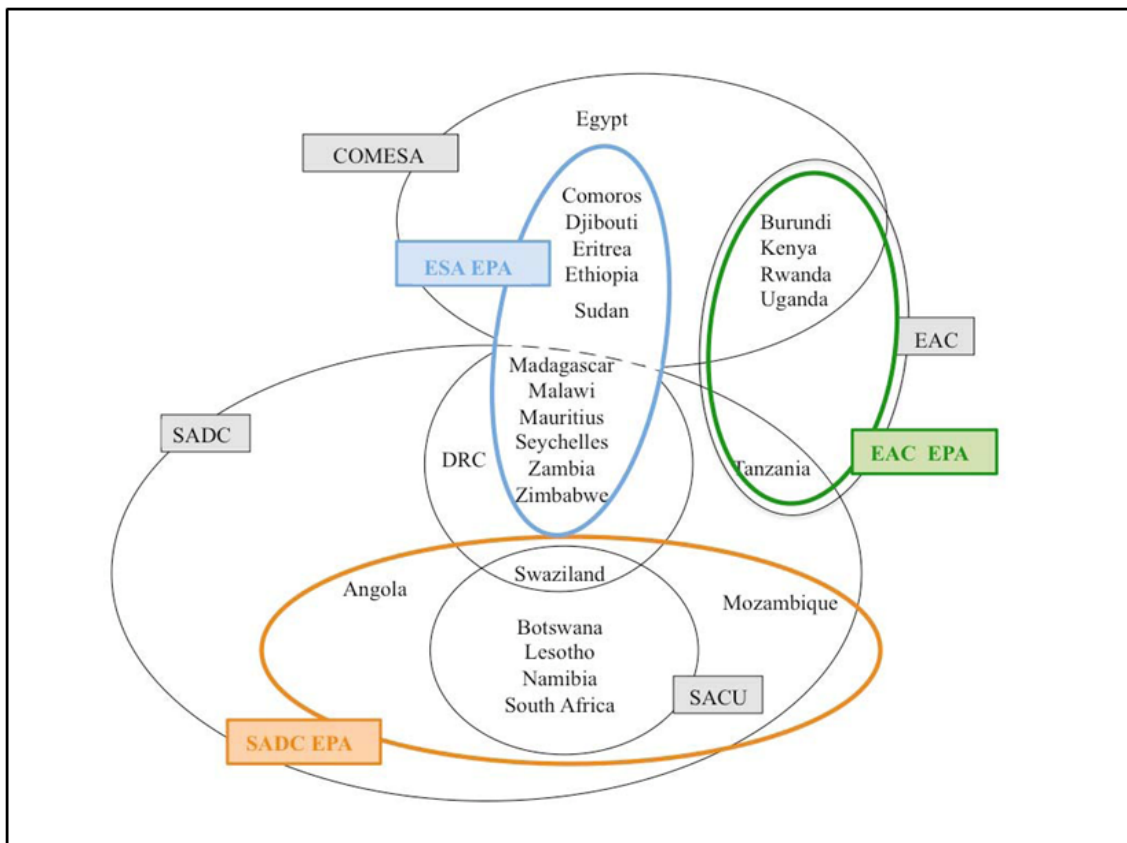 Egypt
COMESA
Comoros
Djibouti
Eritrea
Ethiopia
Sudan
ESA EPA
Burundi
Kenya
Rwanda
Uganda
EAC
Madagascar
Malawi
Mauritius
Seychelles
Zambia
Zimbabwe
SADC
DRC
Tanzania
EAC EPA
Swaziland
Angola
Mozambique
Botswana
Lesotho
Namibia
South Africa
SACU
SADC EPA